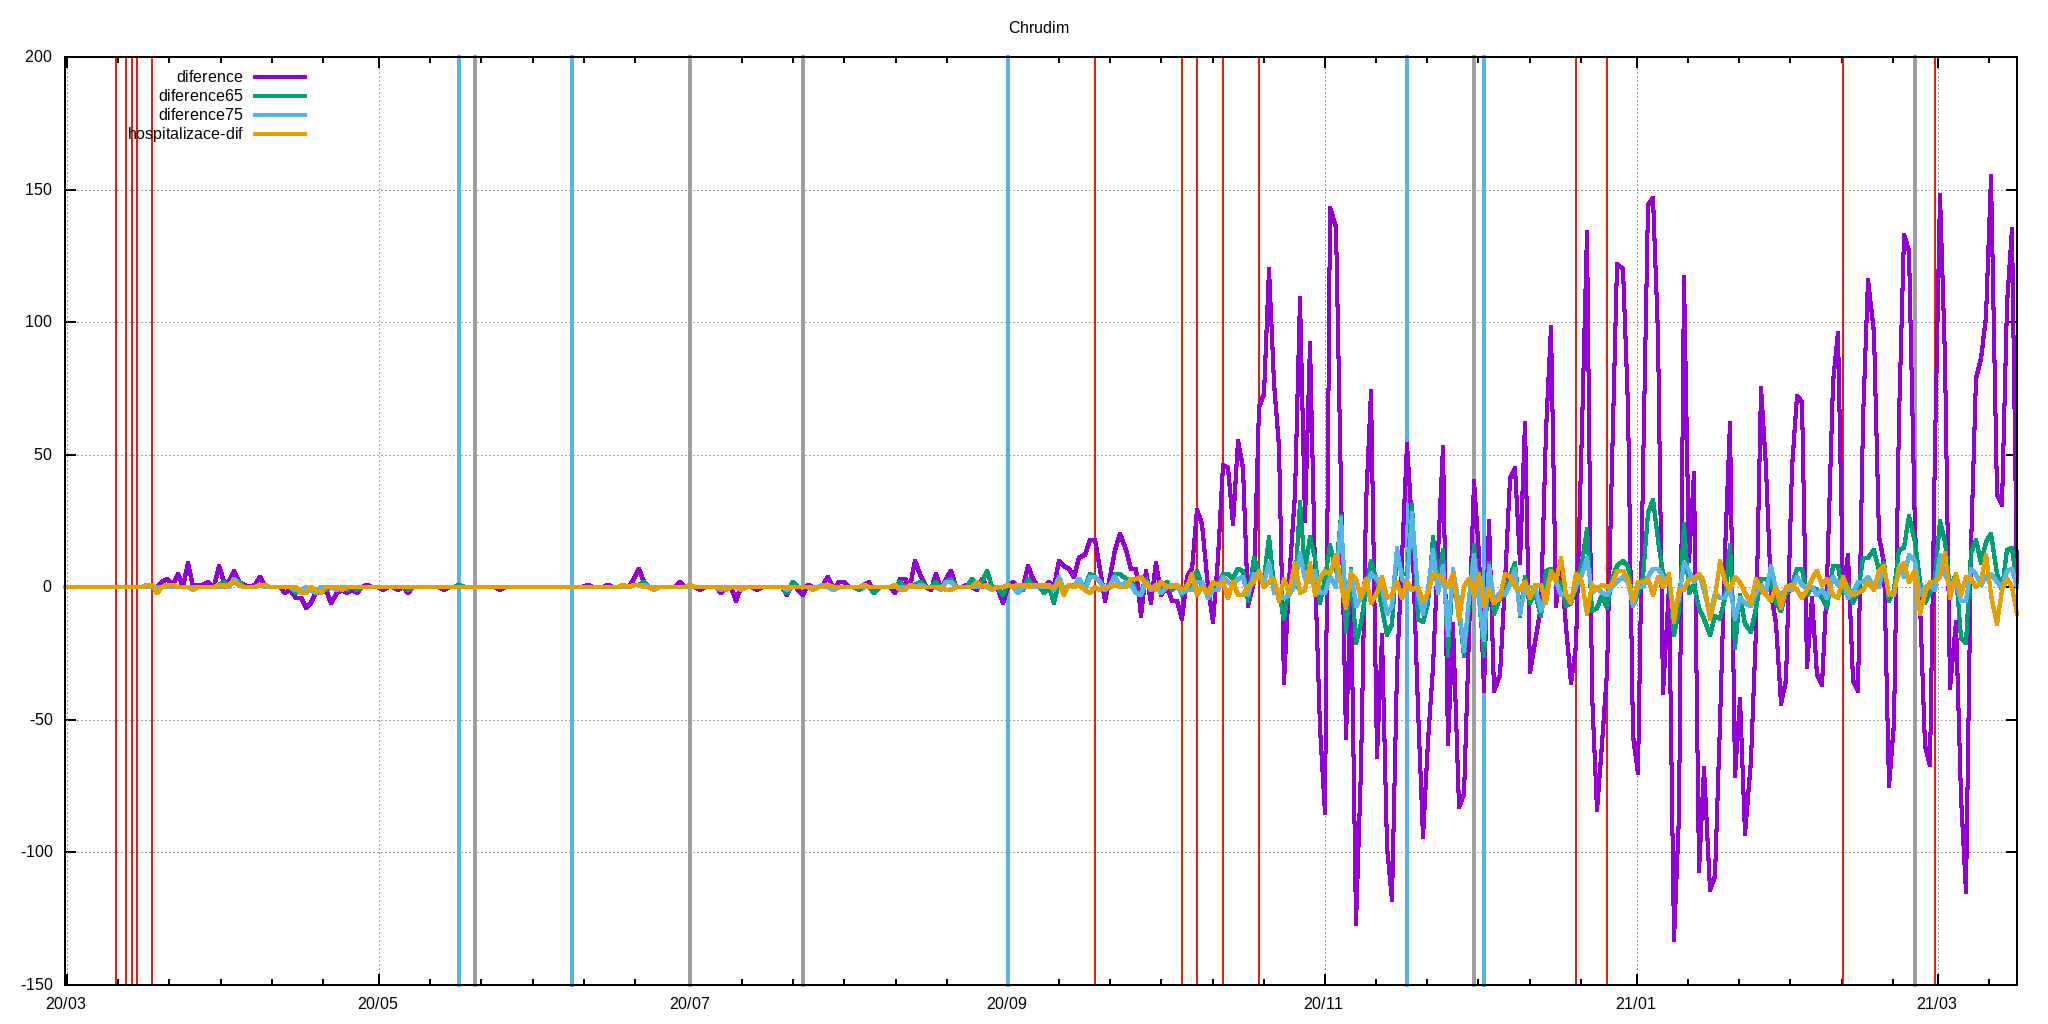 Chrudim
diference
diference65
diference75
hospitalizace-dif
200
150
100
50
0
-50
-100
-150
20/03 20/05 20/07 20/09 20/11 21/01 21/03